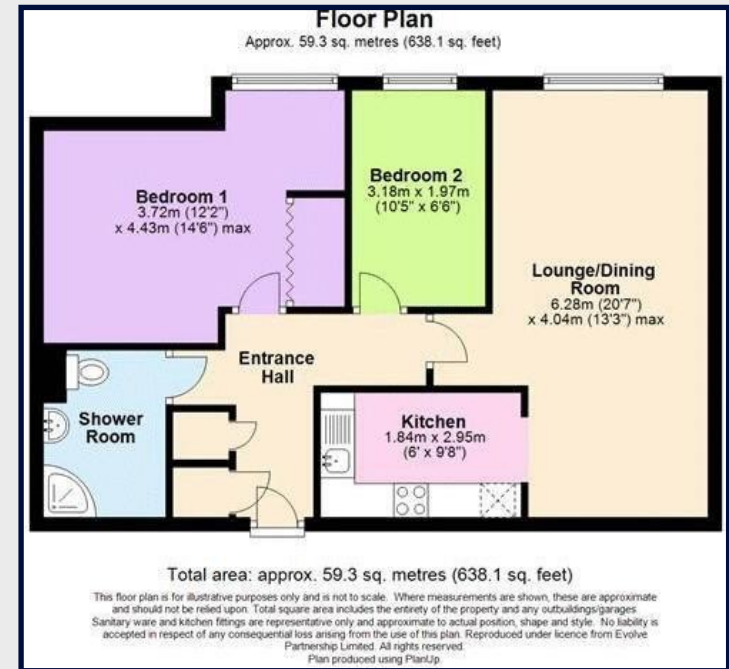 Floor Plan
Approx. 59.3 sq. metres (638.1 sq. feet)
Bedroom 1
3.72m (12'2")
x 4.43m (14'6") max
Bedroom 2
3.18m x 1.97m
(10'5" x 6'6")
Lounge/Dining
Room
6.28m (20'7")
x 4.04m (13'3") max
Entrance
Hall
Shower
Room
Kitchen
1.84m x 2.95m
(6' x 9'8")
Total area: approx. 59.3 sq. metres (638.1 sq. feet)
This floor plan is for illustrative purposes only and is not to scale. Where measurements are shown, these are approximate
and should not be relied upon. Total square area includes the entirety of the property and any outbuildings/garages
Sanitary ware and kitchen fittings are representative only and approximate to actual position, shape and style. No liability is
accepted in respect of any consequential loss arising from the use of this plan. Reproduced under licence from Evolve
Partnership Limited. All rights reserved.
Plan produced using PlanUp.